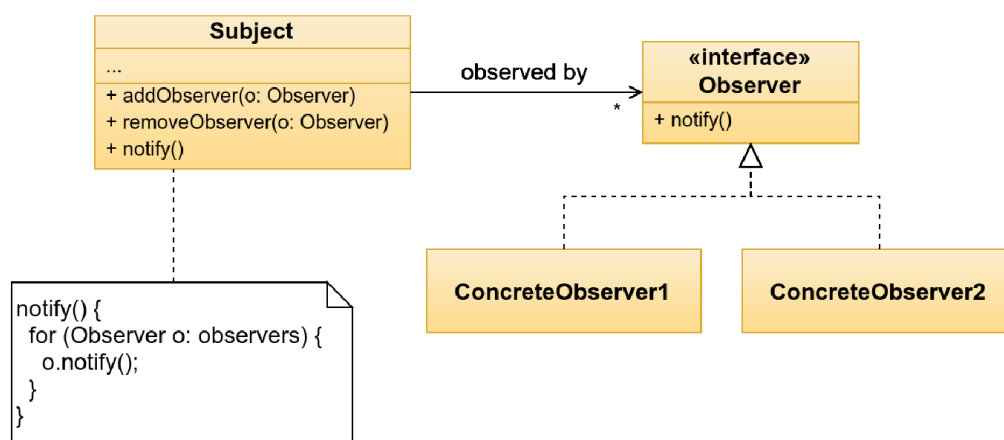 Subject
...
+ addObserver(o: Observer)
+ removeObserver(o: Observer)
+ notify()
observed by
*
«interface»
Observer
+ notify()
ConcreteObserver1
ConcreteObserver2
notify() {
for (Observer o: observers) {
o.notify();
}
}